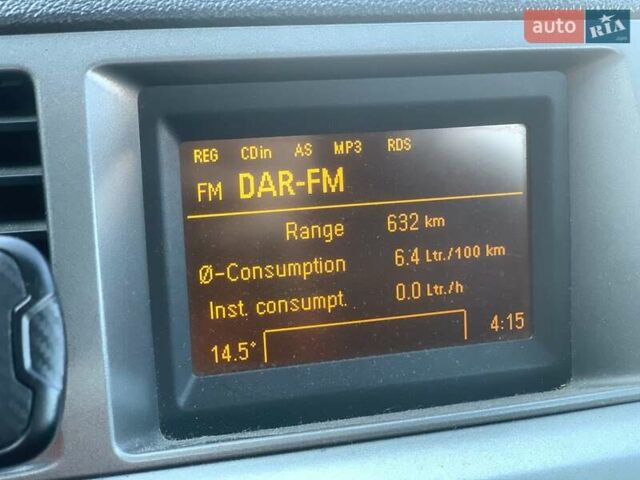 auto RIA .com
REG CDin AS MP3 RDS
FM DAR-FM
Range 632 km
Ø-Consumption 6.4 Ltr./100 km
Inst. consumpt. 0.0 Ltr./h
14.5° 4:15